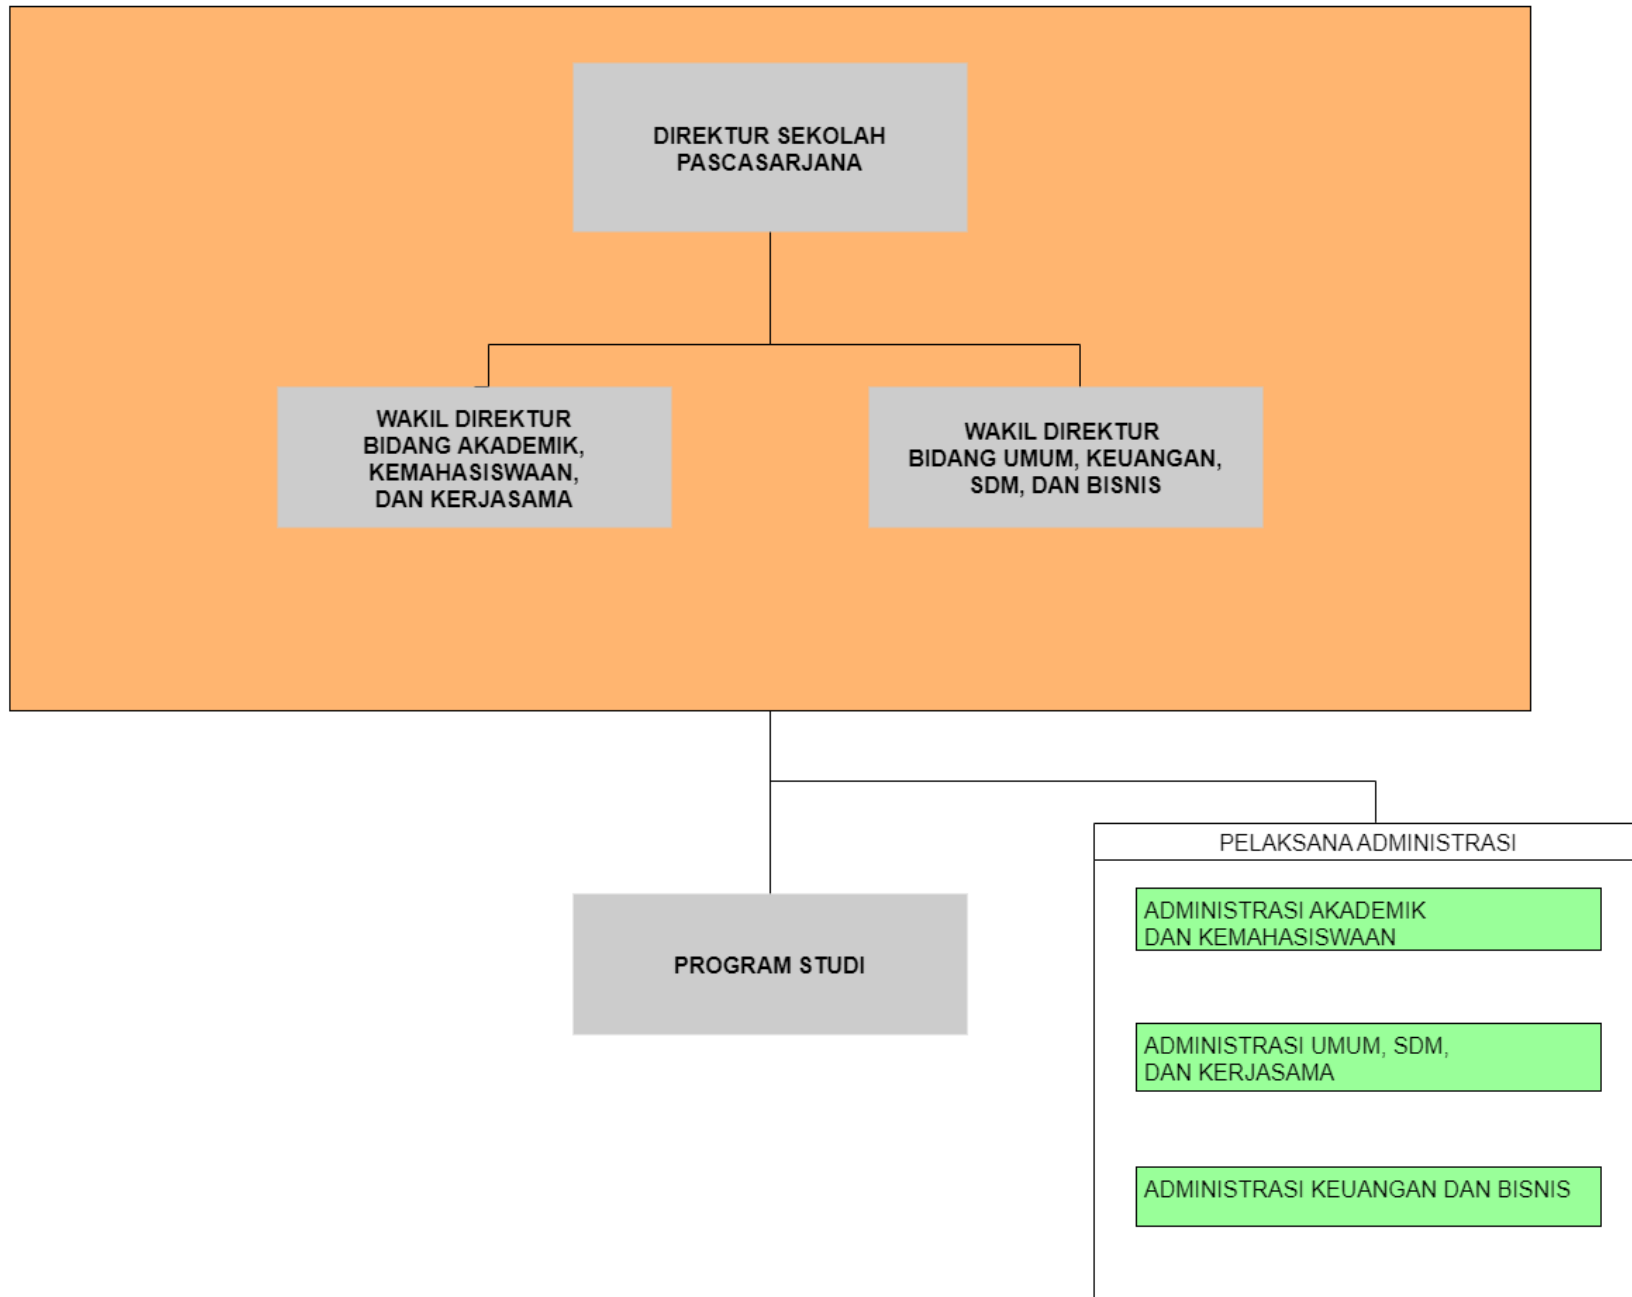 DIREKTUR SEKOLAH
PASCASARJANA
WAKIL DIREKTUR
BIDANG AKADEMIK,
KEMAHASISWAAN,
DAN KERJASAMA
WAKIL DIREKTUR
BIDANG UMUM, KEUANGAN,
SDM, DAN BISNIS
PROGRAM STUDI
PELAKSANA ADMINISTRASI
ADMINISTRASI AKADEMIK
DAN KEMAHASISWAAN
ADMINISTRASI UMUM, SDM,
DAN KERJASAMA
ADMINISTRASI KEUANGAN DAN BISNIS